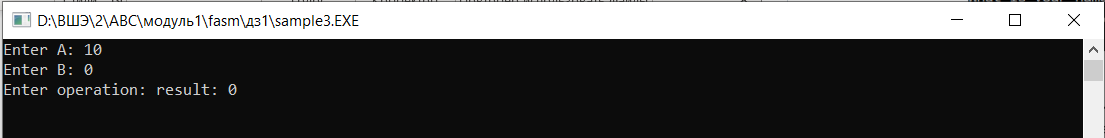 D:\ВШЭ\2\АВС\модуль1\fasm\дз1\sample3.EXE
Enter A: 10
Enter B: 0
Enter operation: result: 0